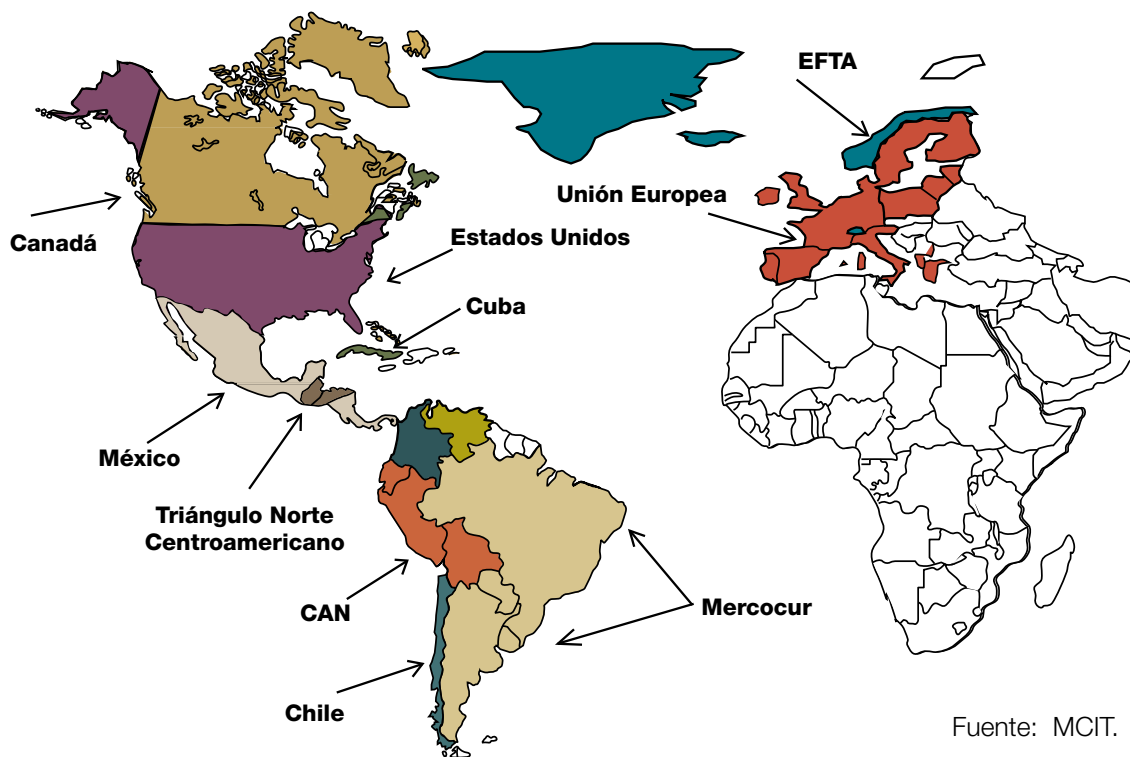 EFTA
Unión Europea
Canadá
Estados Unidos
Cuba
México
Triángulo Norte
Centroamericano
CAN
Mercocur
Chile
Fuente: MCIT.